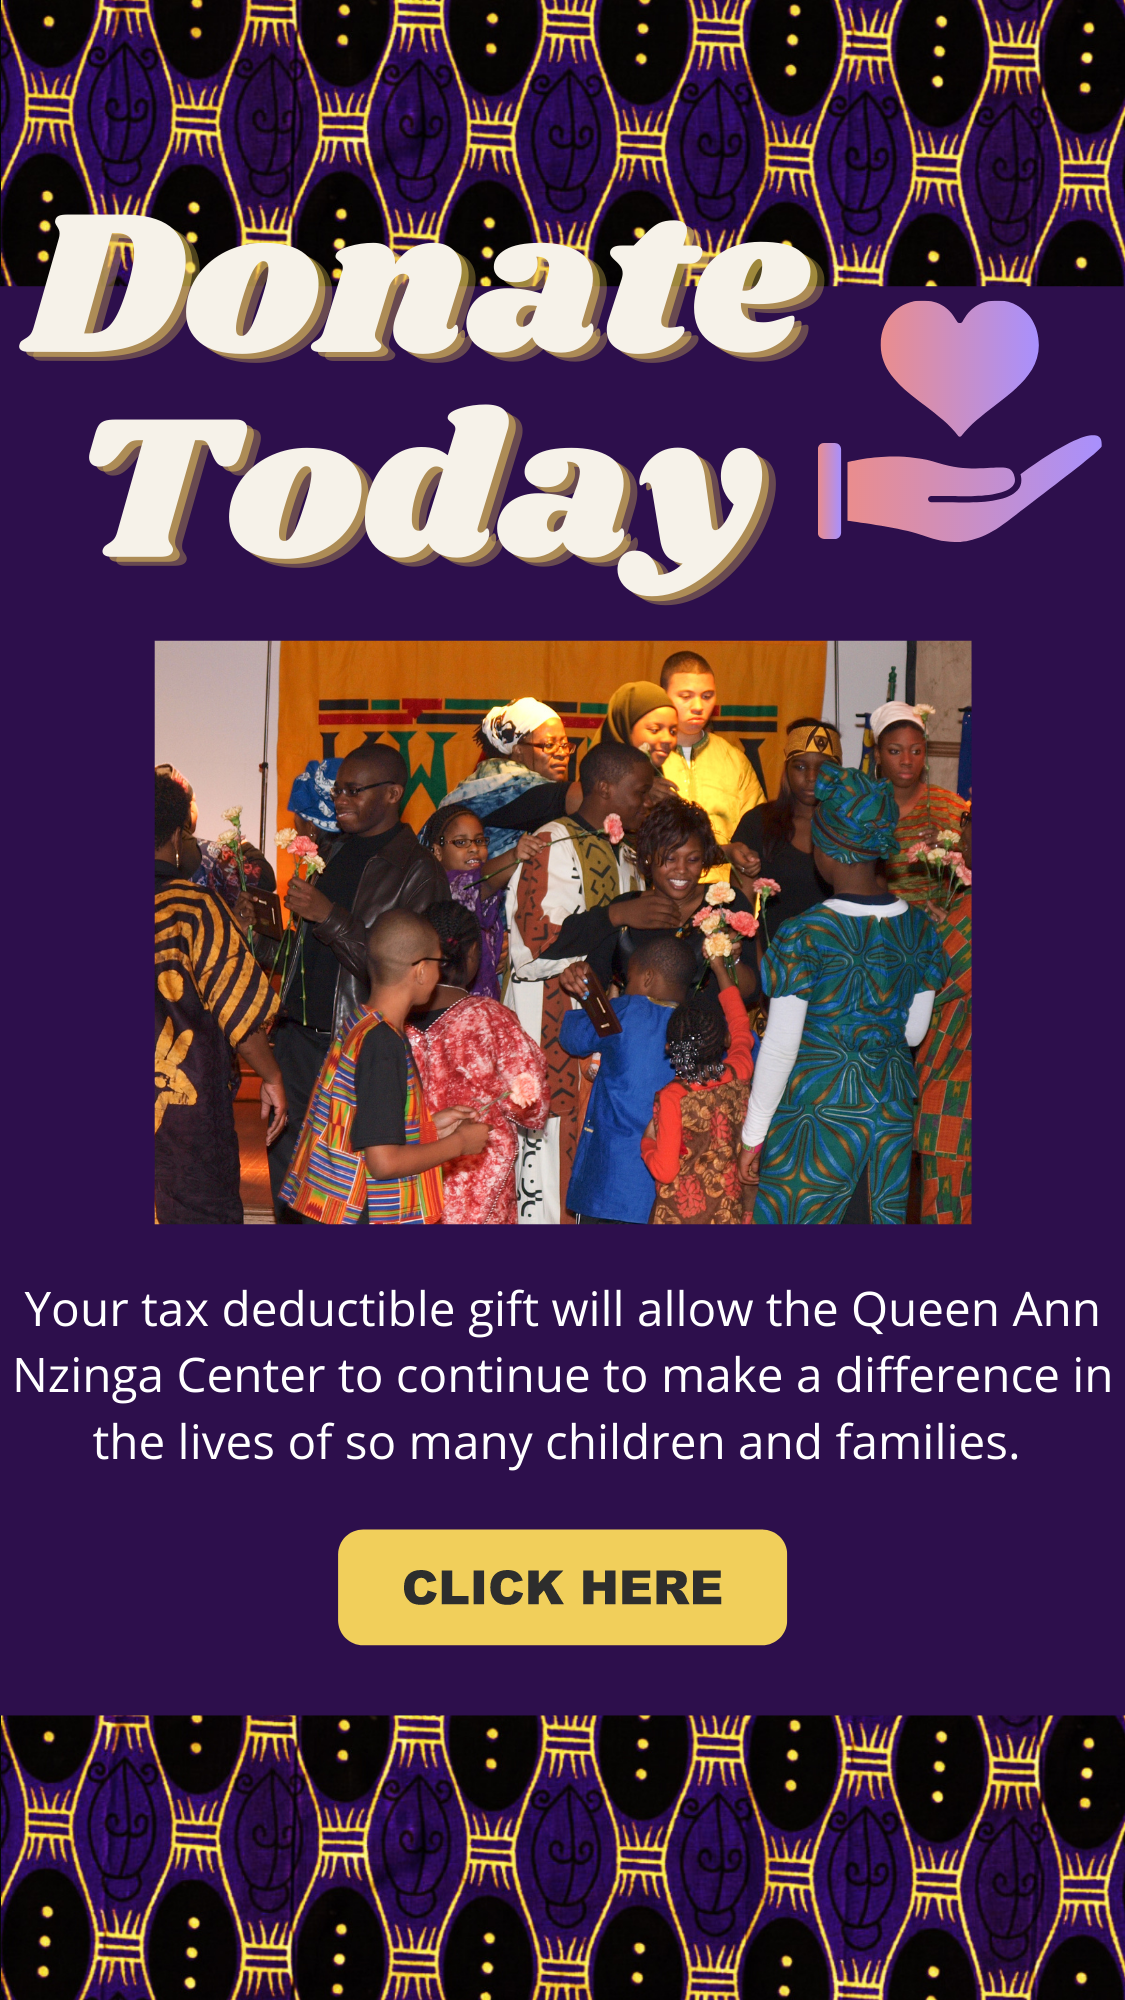 Donate
Today
Your tax deductible gift will allow the Queen Ann
Nzinga Center to continue to make a difference in
the lives of so many children and families.
CLICK HERE